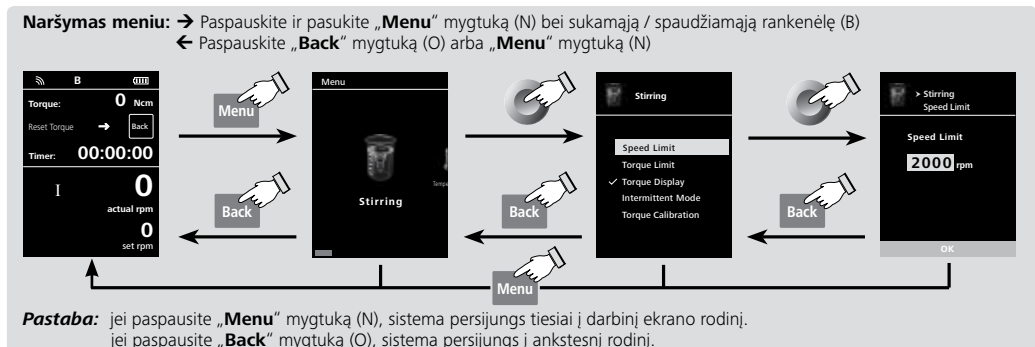 Naršymas meniu: → Paspauskite ir pasukite „Menu“ mygtuką (N) bei sukamąją / spaudžiamąją rankenėlę (B)
← Paspauskite „Back“ mygtuką (O) arba „Menu“ mygtuką (N)
B
Torque: 0 Ncm
Reset Torque → Back
Timer: 00:00:00
I 0
actual rpm
0
set rpm
Menu
Back
Menu
Stirring
Back
Stirring
Speed Limit
Torque Limit
✓ Torque Display
Intermittent Mode
Torque Calibration
Back
> Stirring
Speed Limit
Speed Limit
2000 rpm
OK
Menu
Pastaba: jei paspausite „Menu“ mygtuką (N), sistema persijungs tiesiai į darbinį ekrano rodinį.
jei paspausite „Back“ mygtuką (O), sistema persijungs į ankstesnį rodinį.